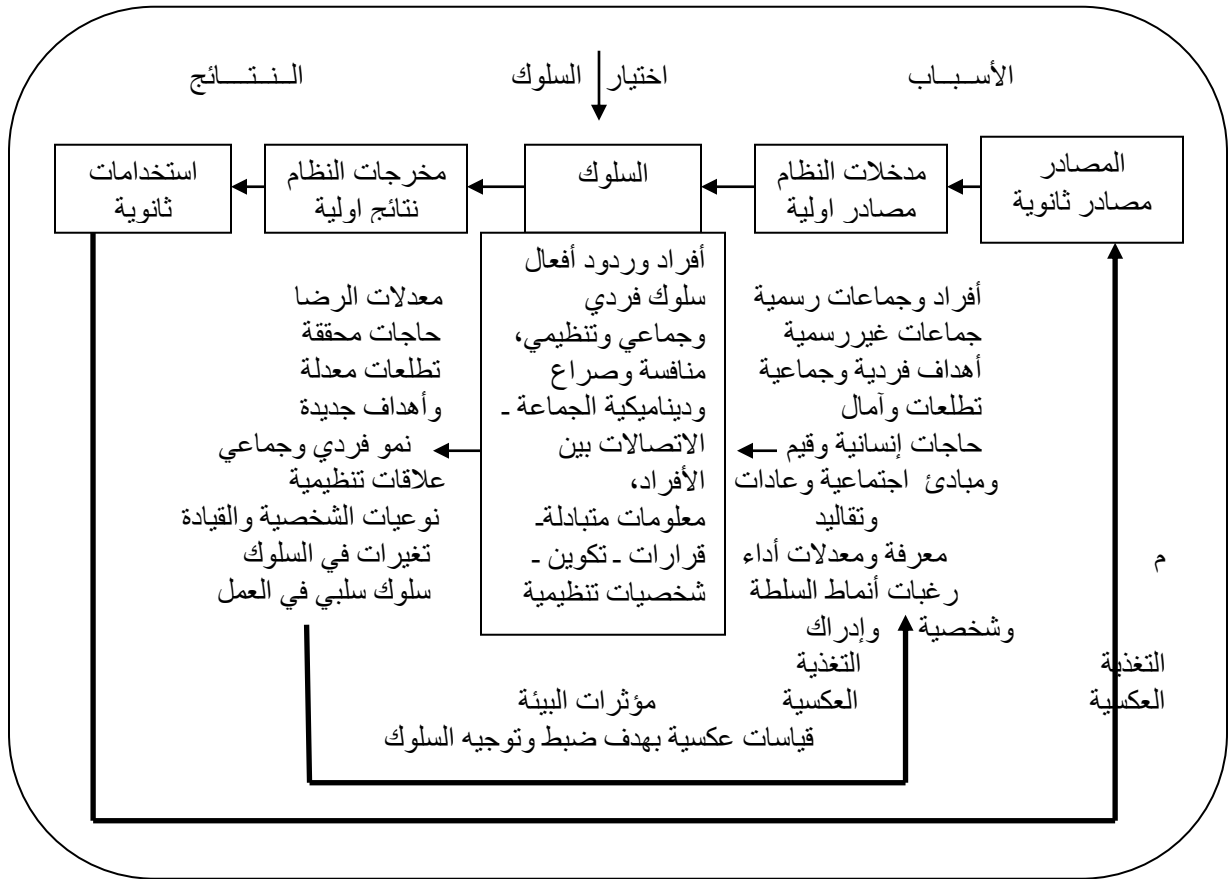 الأسـبـاب
اختيار السلوك
الـنـتــائج
المصادر
مصادر ثانوية
مدخلات النظام
مصادر اولية
السلوك
مخرجات النظام
نتائج اولية
استخدامات
ثانوية
أفراد وجماعات رسمية
جماعات غيررسمية
أهداف فردية وجماعية
تطلعات وآمال
حاجات إنسانية وقيم
ومبادئ اجتماعية وعادات
وتقاليد
معرفة ومعدلات أداء
رغبات أنماط السلطة
وشخصية وإدراك
أفراد وردود أفعال
سلوك فردي
وجماعي وتنظيمي،
منافسة وصراع
وديناميكية الجماعة ـ
الاتصالات بين
الأفراد،
معلومات متبادلةـ
قرارات ـ تكوين ـ
شخصيات تنظيمية
معدلات الرضا
حاجات محققة
تطلعات معدلة
وأهداف جديدة
نمو فردي وجماعي
علاقات تنظيمية
نوعيات الشخصية والقيادة
تغيرات في السلوك
سلوك سلبي في العمل
م
التغذية
العكسية
التغذية
العكسية
مؤثرات البيئة
قياسات عكسية بهدف ضبط وتوجيه السلوك